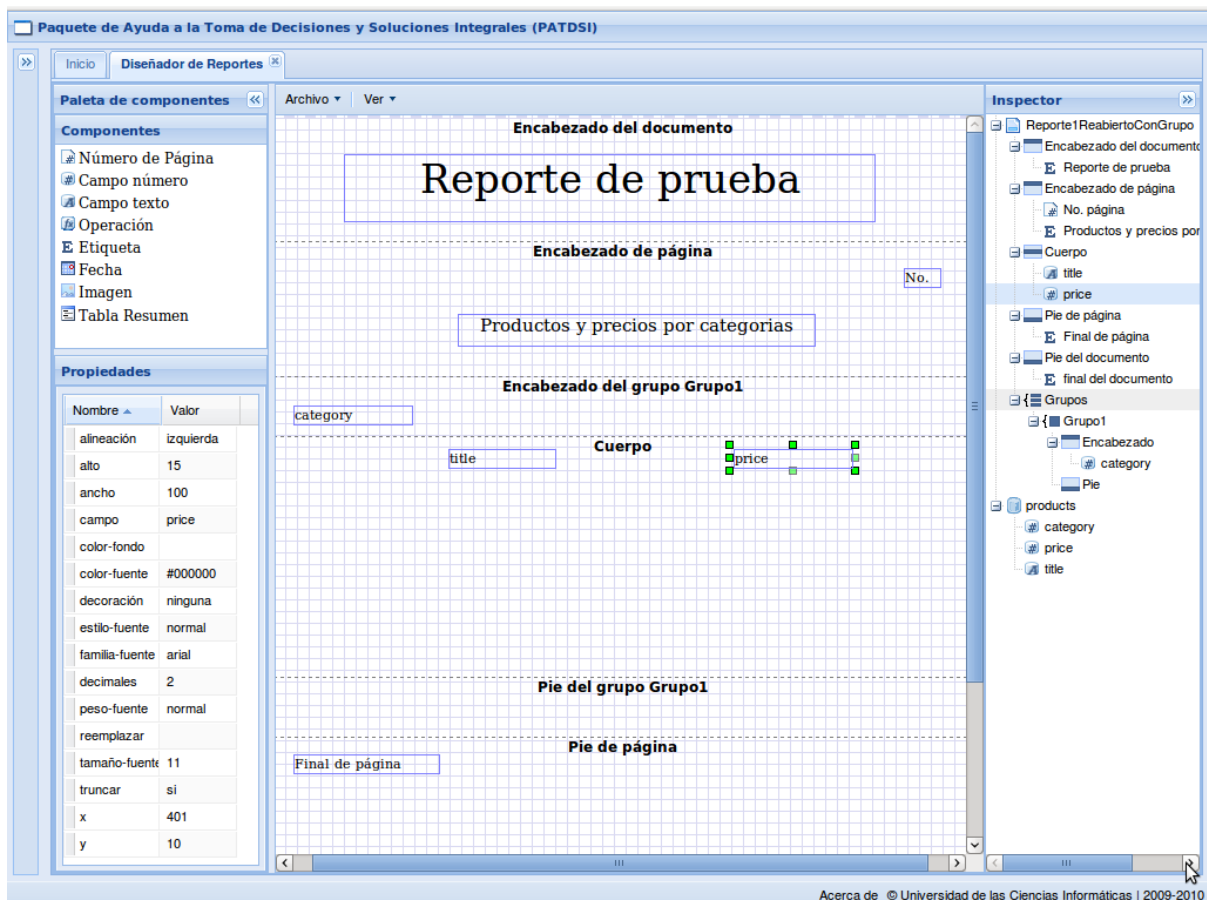 Paquete de Ayuda a la Toma de Decisiones y Soluciones Integrales (PATDSI)
Inicio
Diseñador de Reportes
Paleta de componentes
Componentes
Número de Página
Campo número
Campo texto
Operación
Etiqueta
Fecha
Imagen
Tabla Resumen
Propiedades
Nombre Valor
alineación izquierda
alto 15
ancho 100
campo price
color-fondo
color-fuente #000000
decoración ninguna
estilo-fuente normal
familia-fuente arial
decimales 2
peso-fuente normal
reemplazar
tamaño-fuente 11
truncar si
x 401
y 10
Archivo Ver
Encabezado del documento
Reporte de prueba
Encabezado de página
No.
Productos y precios por categorias
Encabezado del grupo Grupo1
category
Cuerpo
title price
Pie del grupo Grupo1
Pie de página
Final de página
Inspector
Reporte1ReabiertoConGrupo
Encabezado del documento
Reporte de prueba
Encabezado de página
No. página
Productos y precios por
Cuerpo
title
price
Pie de página
Final de página
Pie del documento
final del documento
Grupos
Grupo1
Encabezado
category
Pie
products
category
price
title
Acerca de © Universidad de las Ciencias Informáticas | 2009-2010